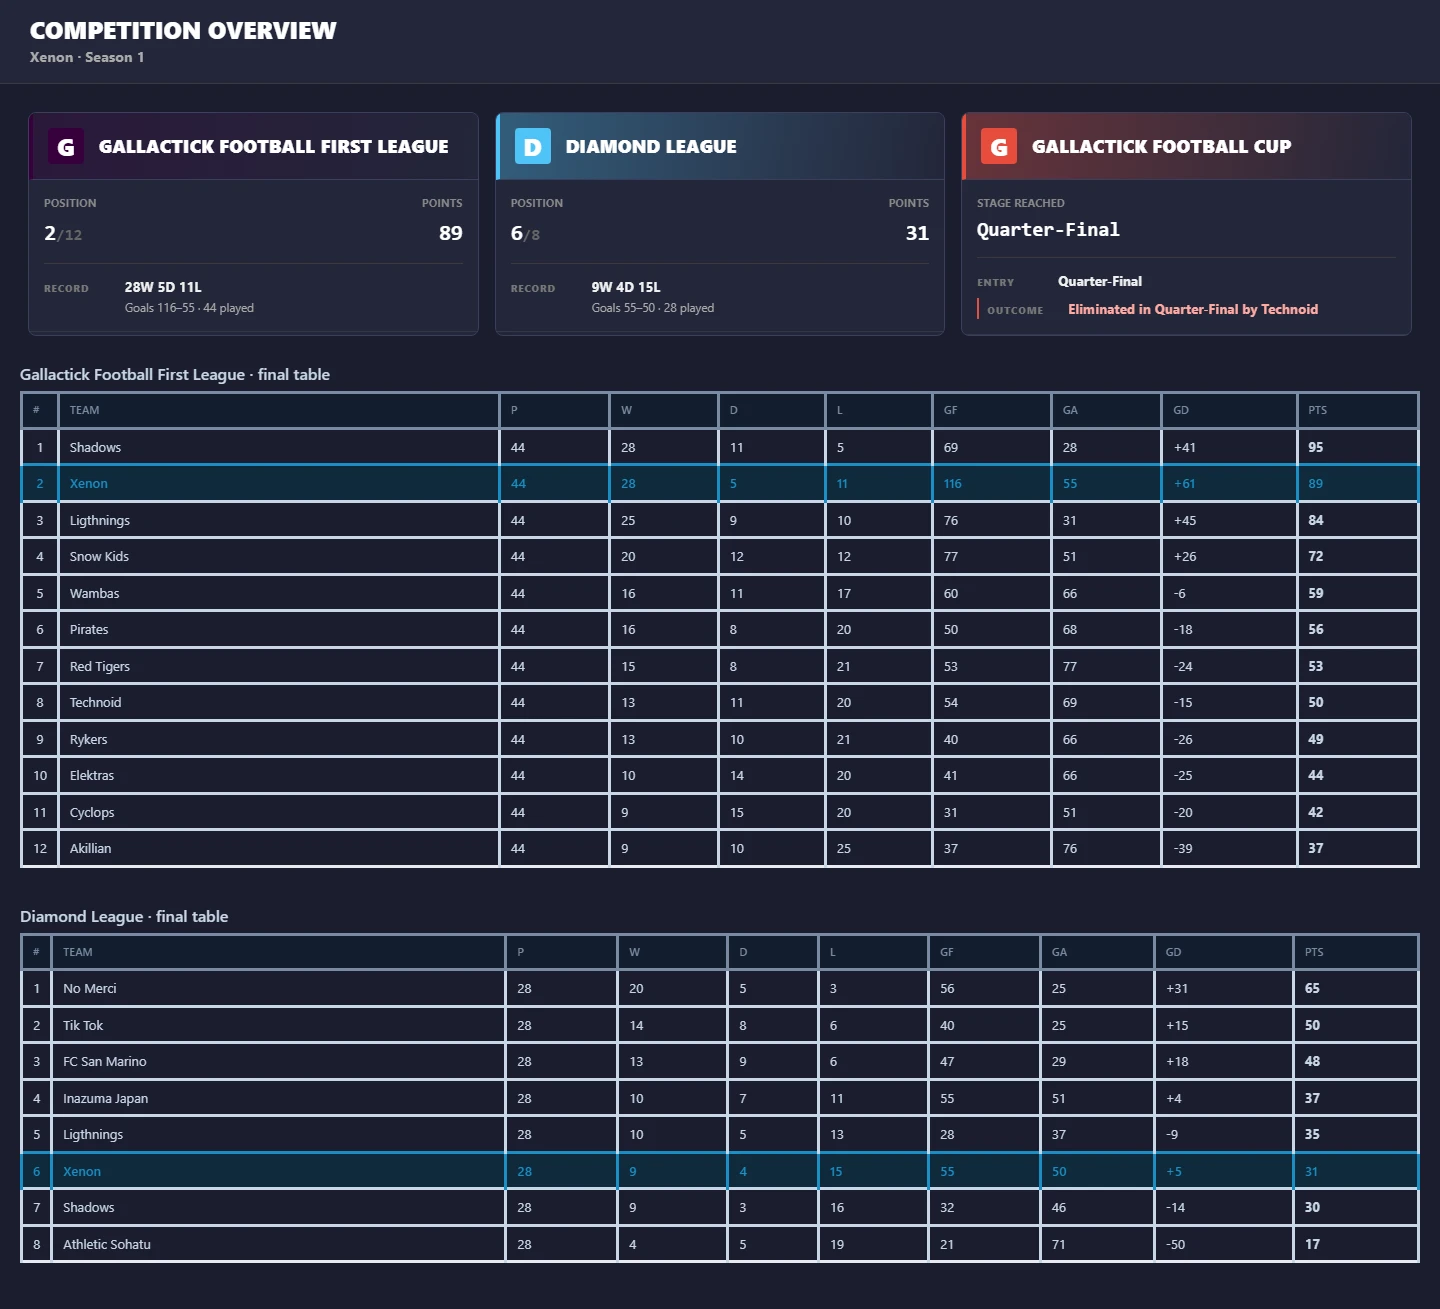 COMPETITION OVERVIEW
Xenon · Season 1
G GALLACTICK FOOTBALL FIRST LEAGUE
POSITION POINTS
2/12 89
RECORD 28W 5D 11L
Goals 116–55 · 44 played
D DIAMOND LEAGUE
POSITION POINTS
6/8 31
RECORD 9W 4D 15L
Goals 55–50 · 28 played
G GALLACTICK FOOTBALL CUP
STAGE REACHED
Quarter-Final
ENTRY Quarter-Final
OUTCOME Eliminated in Quarter-Final by Technoid
Gallactick Football First League · final table
# TEAM P W D L GF GA GD PTS
1 Shadows 44 28 11 5 69 28 +41 95
2 Xenon 44 28 5 11 116 55 +61 89
3 Ligthnings 44 25 9 10 76 31 +45 84
4 Snow Kids 44 20 12 12 77 51 +26 72
5 Wambas 44 16 11 17 60 66 -6 59
6 Pirates 44 16 8 20 50 68 -18 56
7 Red Tigers 44 15 8 21 53 77 -24 53
8 Technoid 44 13 11 20 54 69 -15 50
9 Rykers 44 13 10 21 40 66 -26 49
10 Elektras 44 10 14 20 41 66 -25 44
11 Cyclops 44 9 15 20 31 51 -20 42
12 Akillian 44 9 10 25 37 76 -39 37
Diamond League · final table
# TEAM P W D L GF GA GD PTS
1 No Merci 28 20 5 3 56 25 +31 65
2 Tik Tok 28 14 8 6 40 25 +15 50
3 FC San Marino 28 13 9 6 47 29 +18 48
4 Inazuma Japan 28 10 7 11 55 51 +4 37
5 Ligthnings 28 10 5 13 28 37 -9 35
6 Xenon 28 9 4 15 55 50 +5 31
7 Shadows 28 9 3 16 32 46 -14 30
8 Athletic Sohatu 28 4 5 19 21 71 -50 17